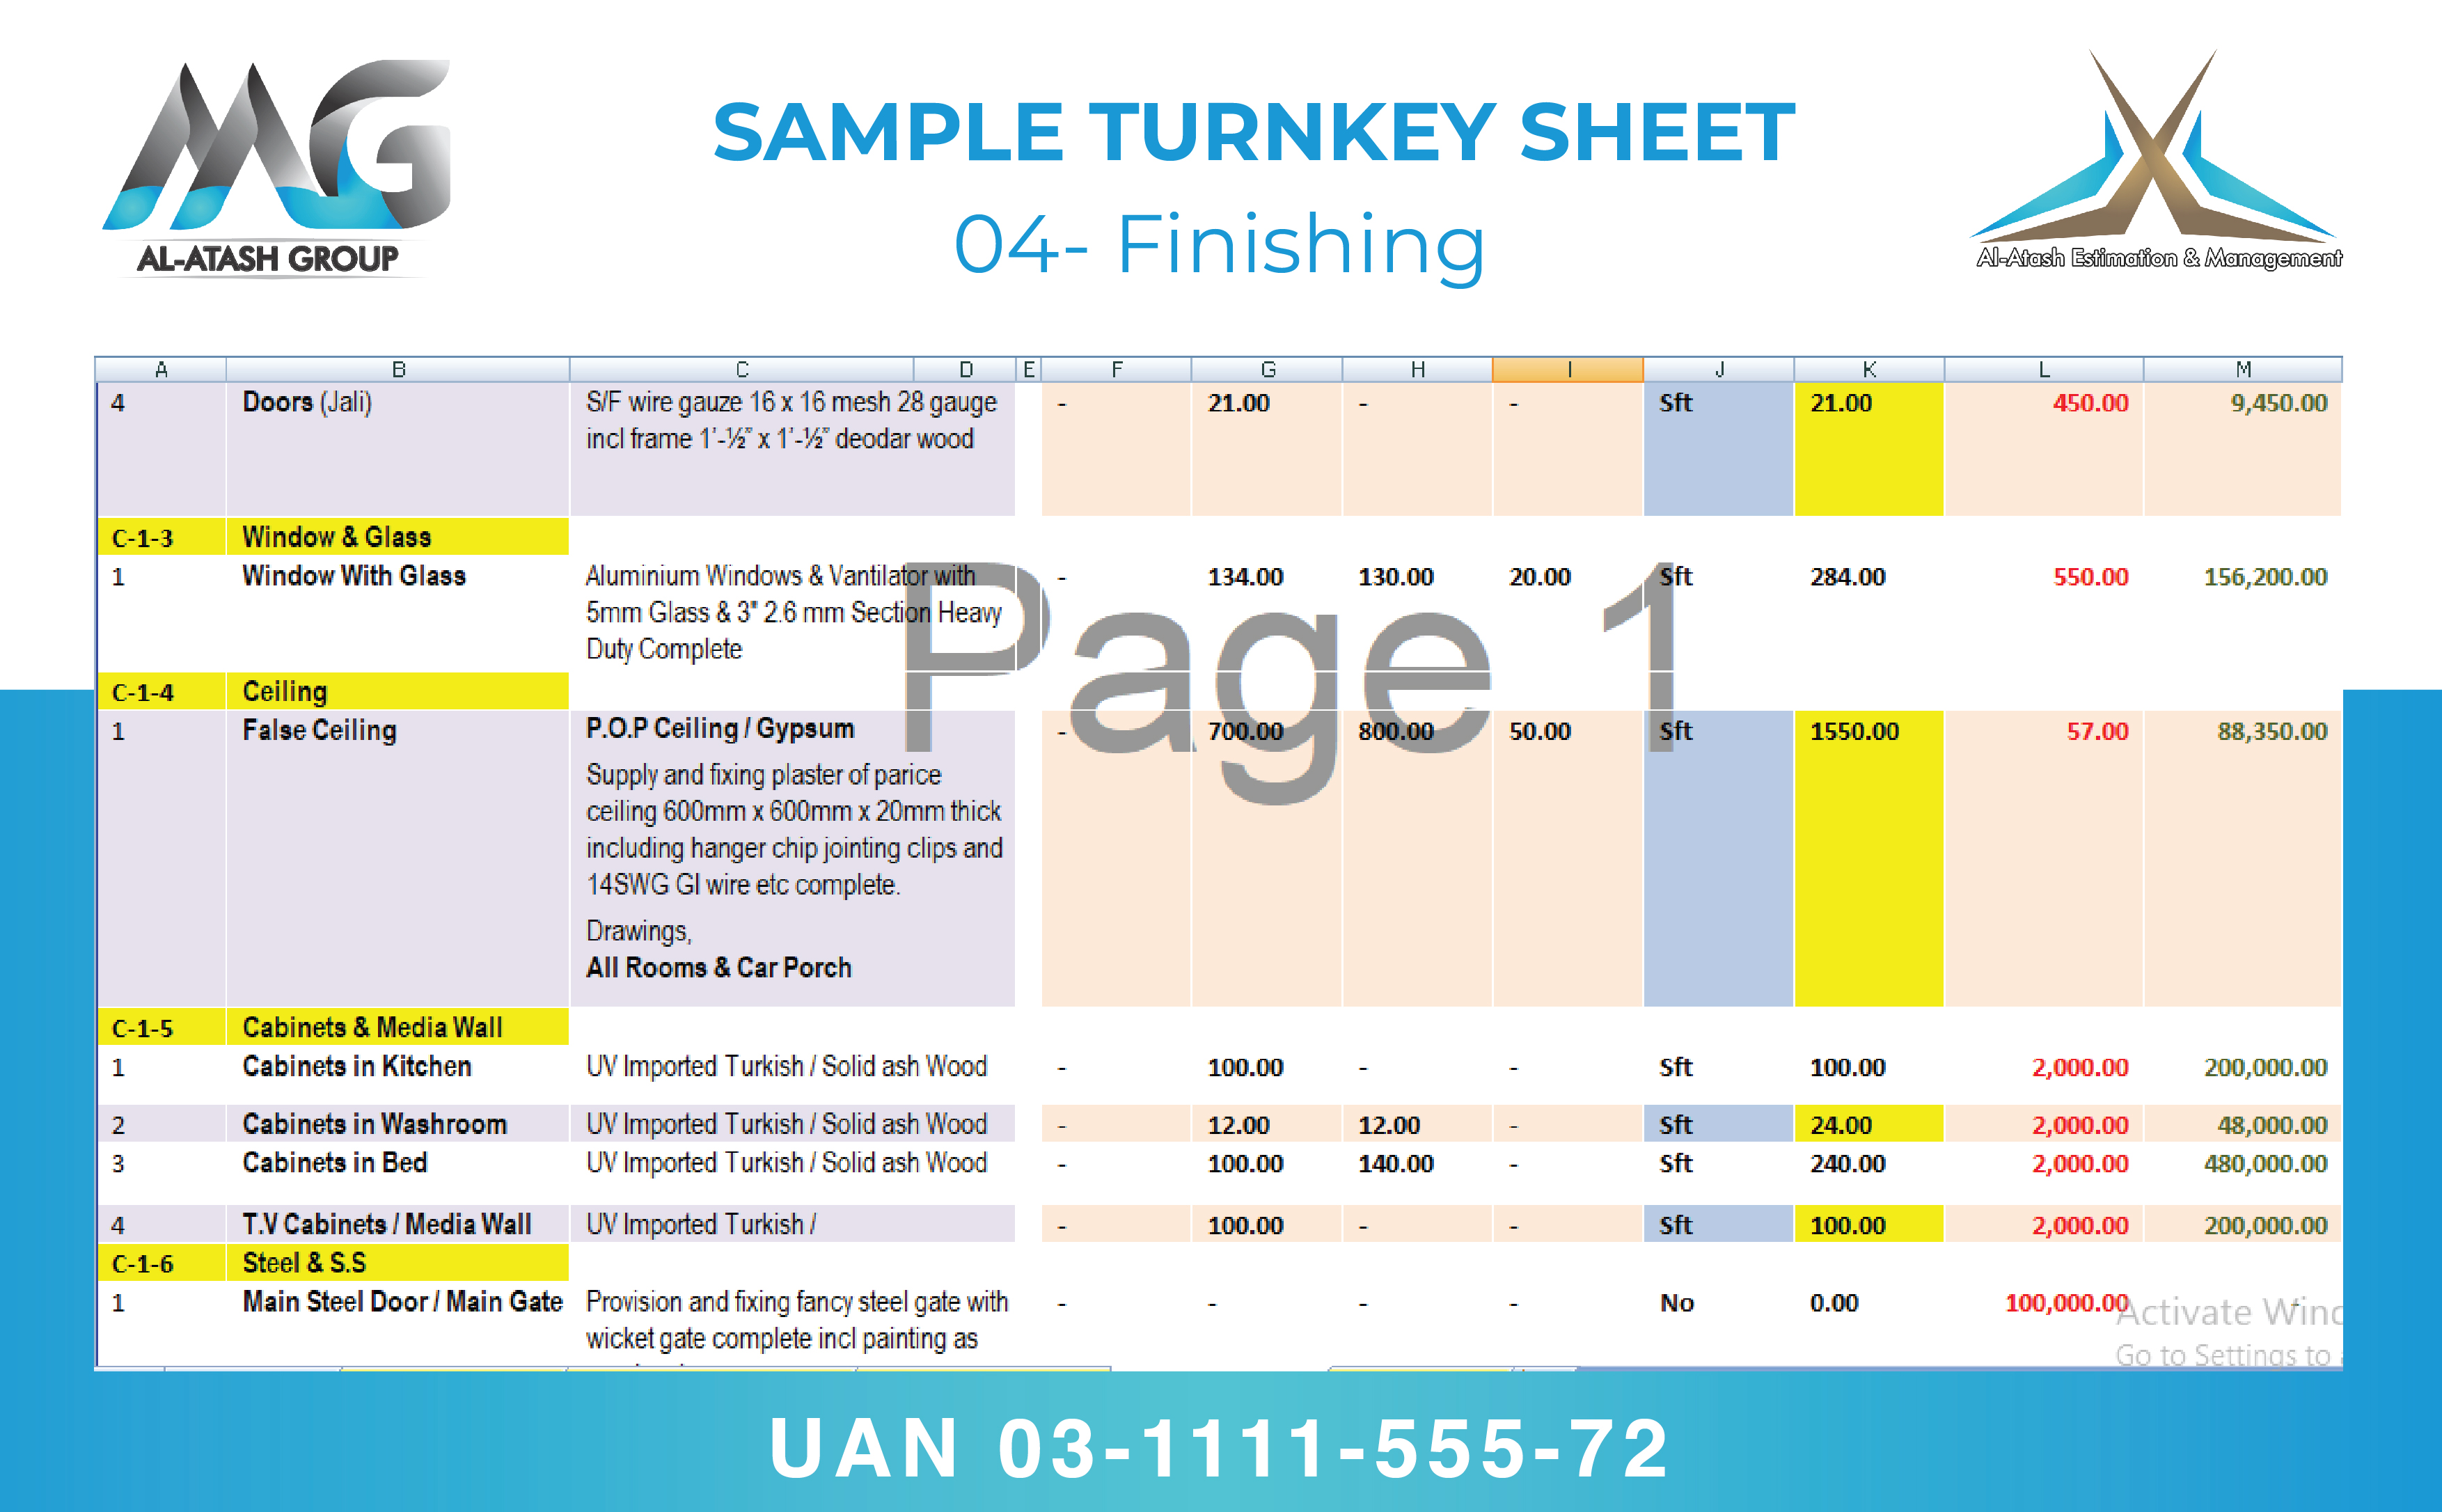 MG
AL-ATASH GROUP
SAMPLE TURNKEY SHEET
04- Finishing
Al-Atash Estimation & Management
A B C D E F G H I J K L M
4 Doors (Jali) S/F wire gauze 16 x 16 mesh 28 gauge - 21.00 - - Sft 21.00 450.00 9,450.00
incl frame 1'-½" x 1'-½" deodar wood
C-1-3 Window & Glass
1 Window With Glass Aluminium Windows & Vantilator with - 134.00 130.00 20.00 Sft 284.00 550.00 156,200.00
5mm Glass & 3" 2.6 mm Section Heavy
Duty Complete
Page 1
C-1-4 Ceiling
1 False Ceiling P.O.P Ceiling / Gypsum - 700.00 800.00 50.00 Sft 1550.00 57.00 88,350.00
Supply and fixing plaster of parice
ceiling 600mm x 600mm x 20mm thick
including hanger chip jointing clips and
14SWG GI wire etc complete.
Drawings,
All Rooms & Car Porch
C-1-5 Cabinets & Media Wall
1 Cabinets in Kitchen UV Imported Turkish / Solid ash Wood - 100.00 - - Sft 100.00 2,000.00 200,000.00
2 Cabinets in Washroom UV Imported Turkish / Solid ash Wood - 12.00 12.00 - Sft 24.00 2,000.00 48,000.00
3 Cabinets in Bed UV Imported Turkish / Solid ash Wood - 100.00 140.00 - Sft 240.00 2,000.00 480,000.00
4 T.V Cabinets / Media Wall UV Imported Turkish / - 100.00 - - Sft 100.00 2,000.00 200,000.00
C-1-6 Steel & S.S
1 Main Steel Door / Main Gate Provision and fixing fancy steel gate with - - - - No 0.00 100,000.00 -
wicket gate complete incl painting as
Activate Winc
Go to Settings to
UAN 03-1111-555-72